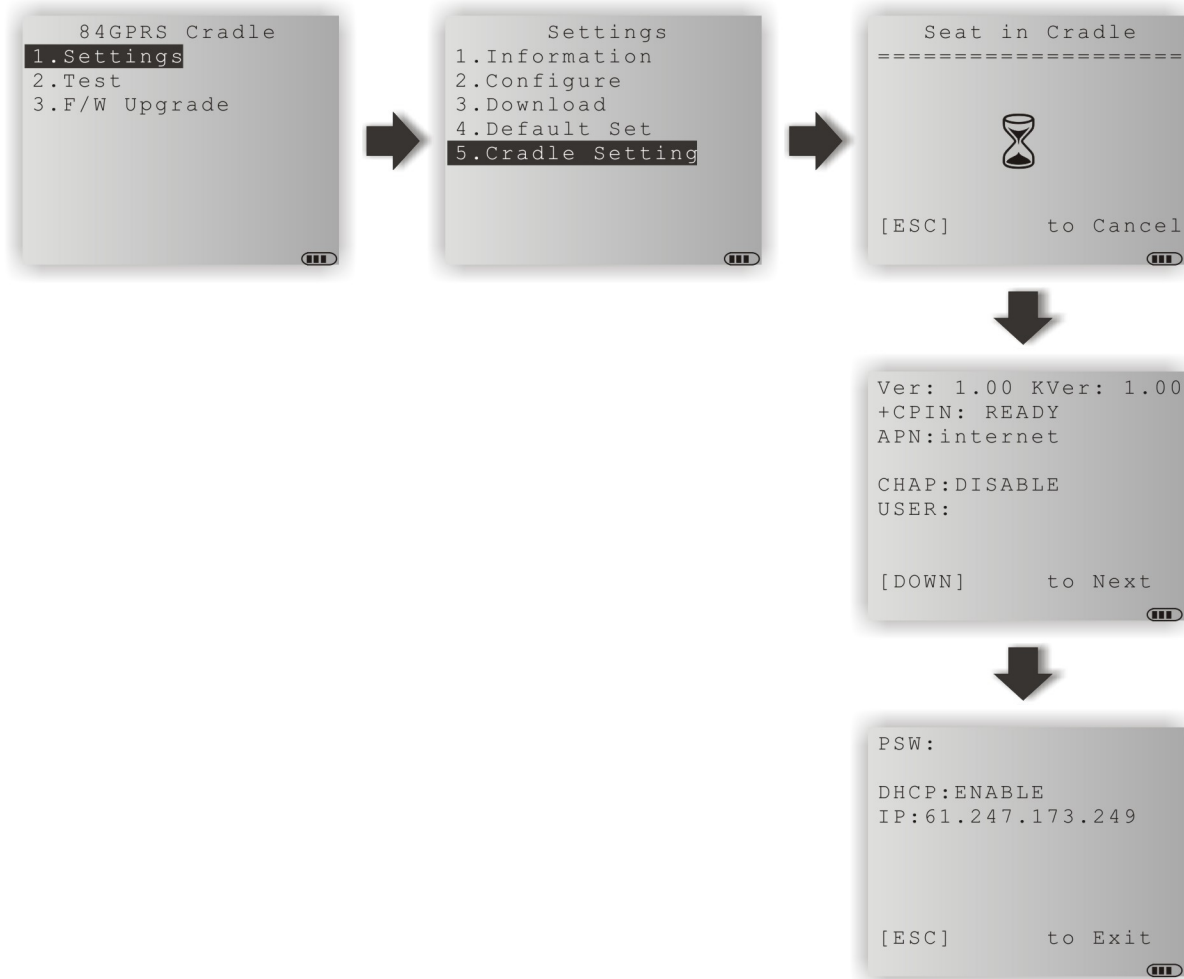 84GPRS Cradle
1.Settings
2.Test
3.F/W Upgrade
Settings
1.Information
2.Configure
3.Download
4.Default Set
5.Cradle Setting
Seat in Cradle
====================
[ESC] to Cancel
Ver: 1.00 KVer: 1.00
+CPIN: READY
APN:internet
CHAP:DISABLE
USER:
[DOWN] to Next
PSW:
DHCP:ENABLE
IP:61.247.173.249
[ESC] to Exit